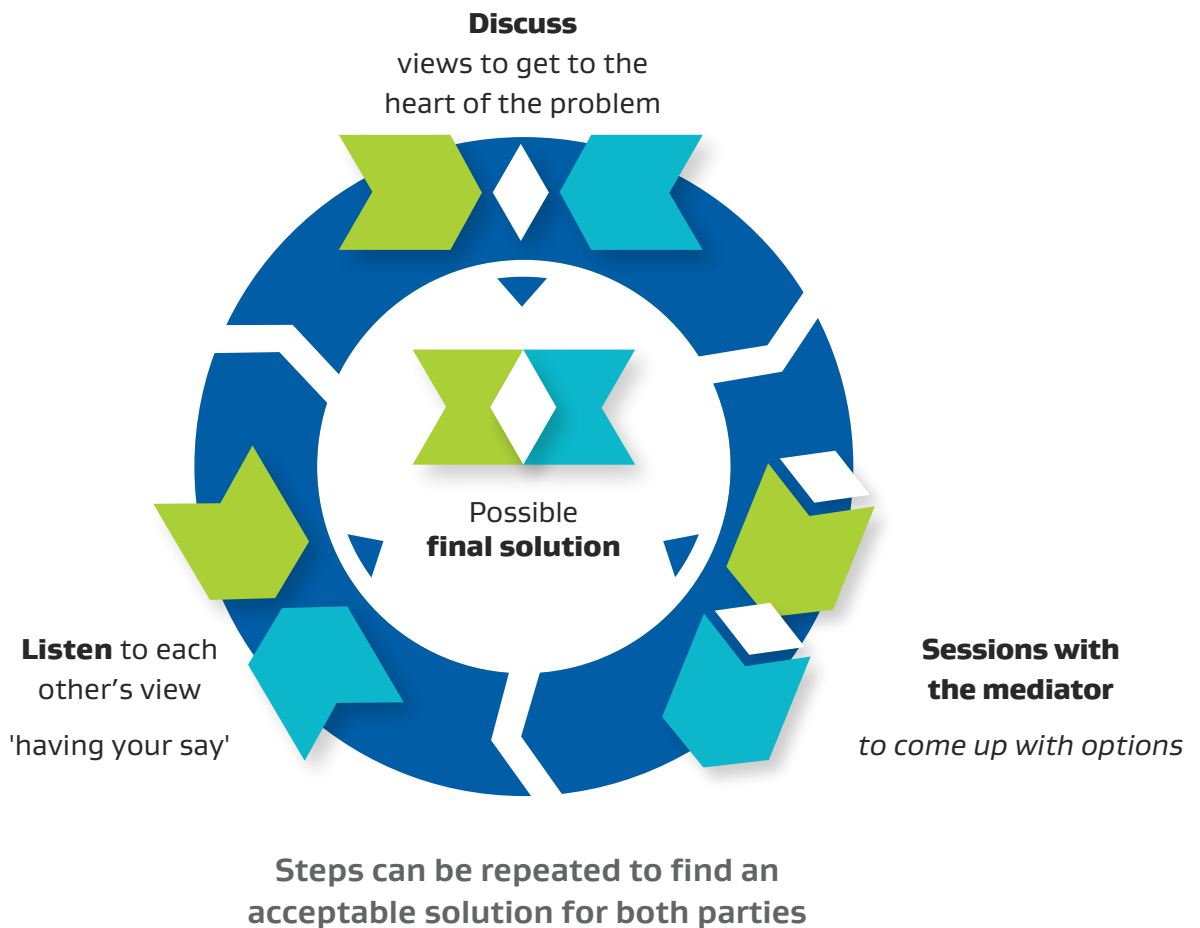 Discuss
views to get to the
heart of the problem
Possible
final solution
Listen to each
other’s view
'having your say'
Sessions with
the mediator
to come up with options
Steps can be repeated to find an
acceptable solution for both parties